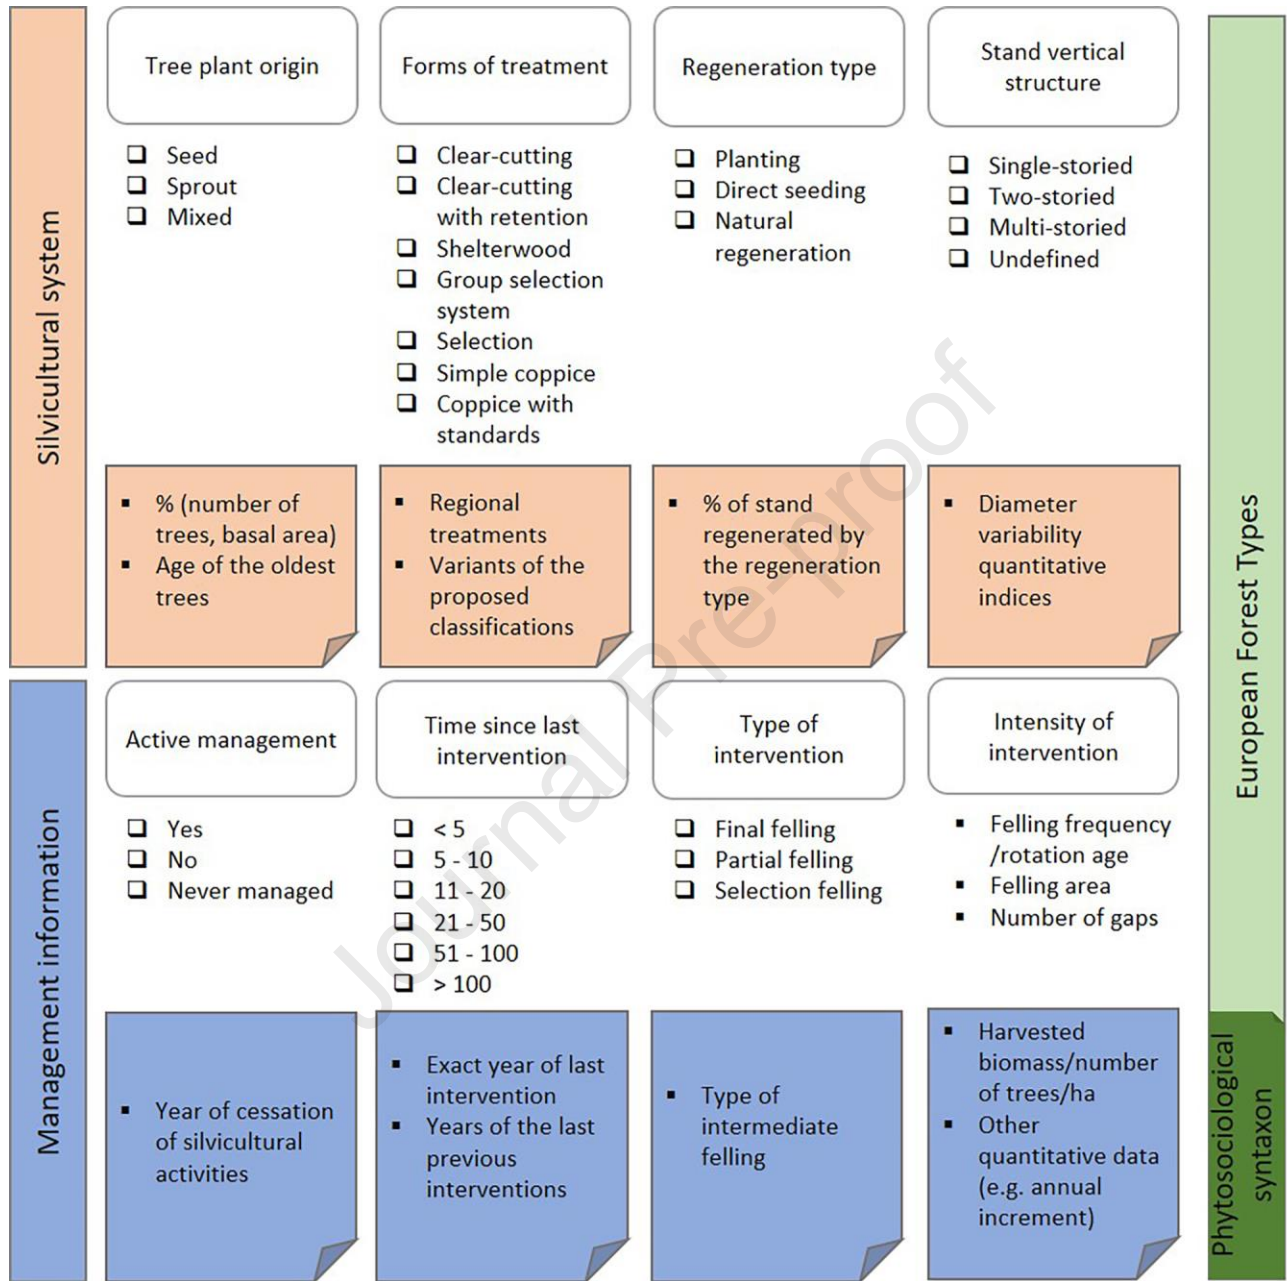 Silvicultural system
Tree plant origin
❑ Seed
❑ Sprout
❑ Mixed
▪ % (number of
trees, basal area)
▪ Age of the oldest
trees
Forms of treatment
❑ Clear-cutting
❑ Clear-cutting
with retention
❑ Shelterwood
❑ Group selection
system
❑ Selection
❑ Simple coppice
❑ Coppice with
standards
▪ Regional
treatments
▪ Variants of the
proposed
classifications
Regeneration type
❑ Planting
❑ Direct seeding
❑ Natural
regeneration
▪ % of stand
regenerated by
the regeneration
type
Stand vertical
structure
❑ Single-storied
❑ Two-storied
❑ Multi-storied
❑ Undefined
▪ Diameter
variability
quantitative
indices
Management information
Active management
❑ Yes
❑ No
❑ Never managed
▪ Year of cessation
of silvicultural
activities
Time since last
intervention
❑ < 5
❑ 5 - 10
❑ 11 - 20
❑ 21 - 50
❑ 51 - 100
❑ > 100
▪ Exact year of last
intervention
▪ Years of the last
previous
interventions
Type of
intervention
❑ Final felling
❑ Partial felling
❑ Selection felling
▪ Type of
intermediate
felling
Intensity of
intervention
▪ Felling frequency
/rotation age
▪ Felling area
▪ Number of gaps
▪ Harvested
biomass/number
of trees/ha
▪ Other
quantitative data
(e.g. annual
increment)
European Forest Types
Phytosociological
syntaxon
Journal Pre-proof